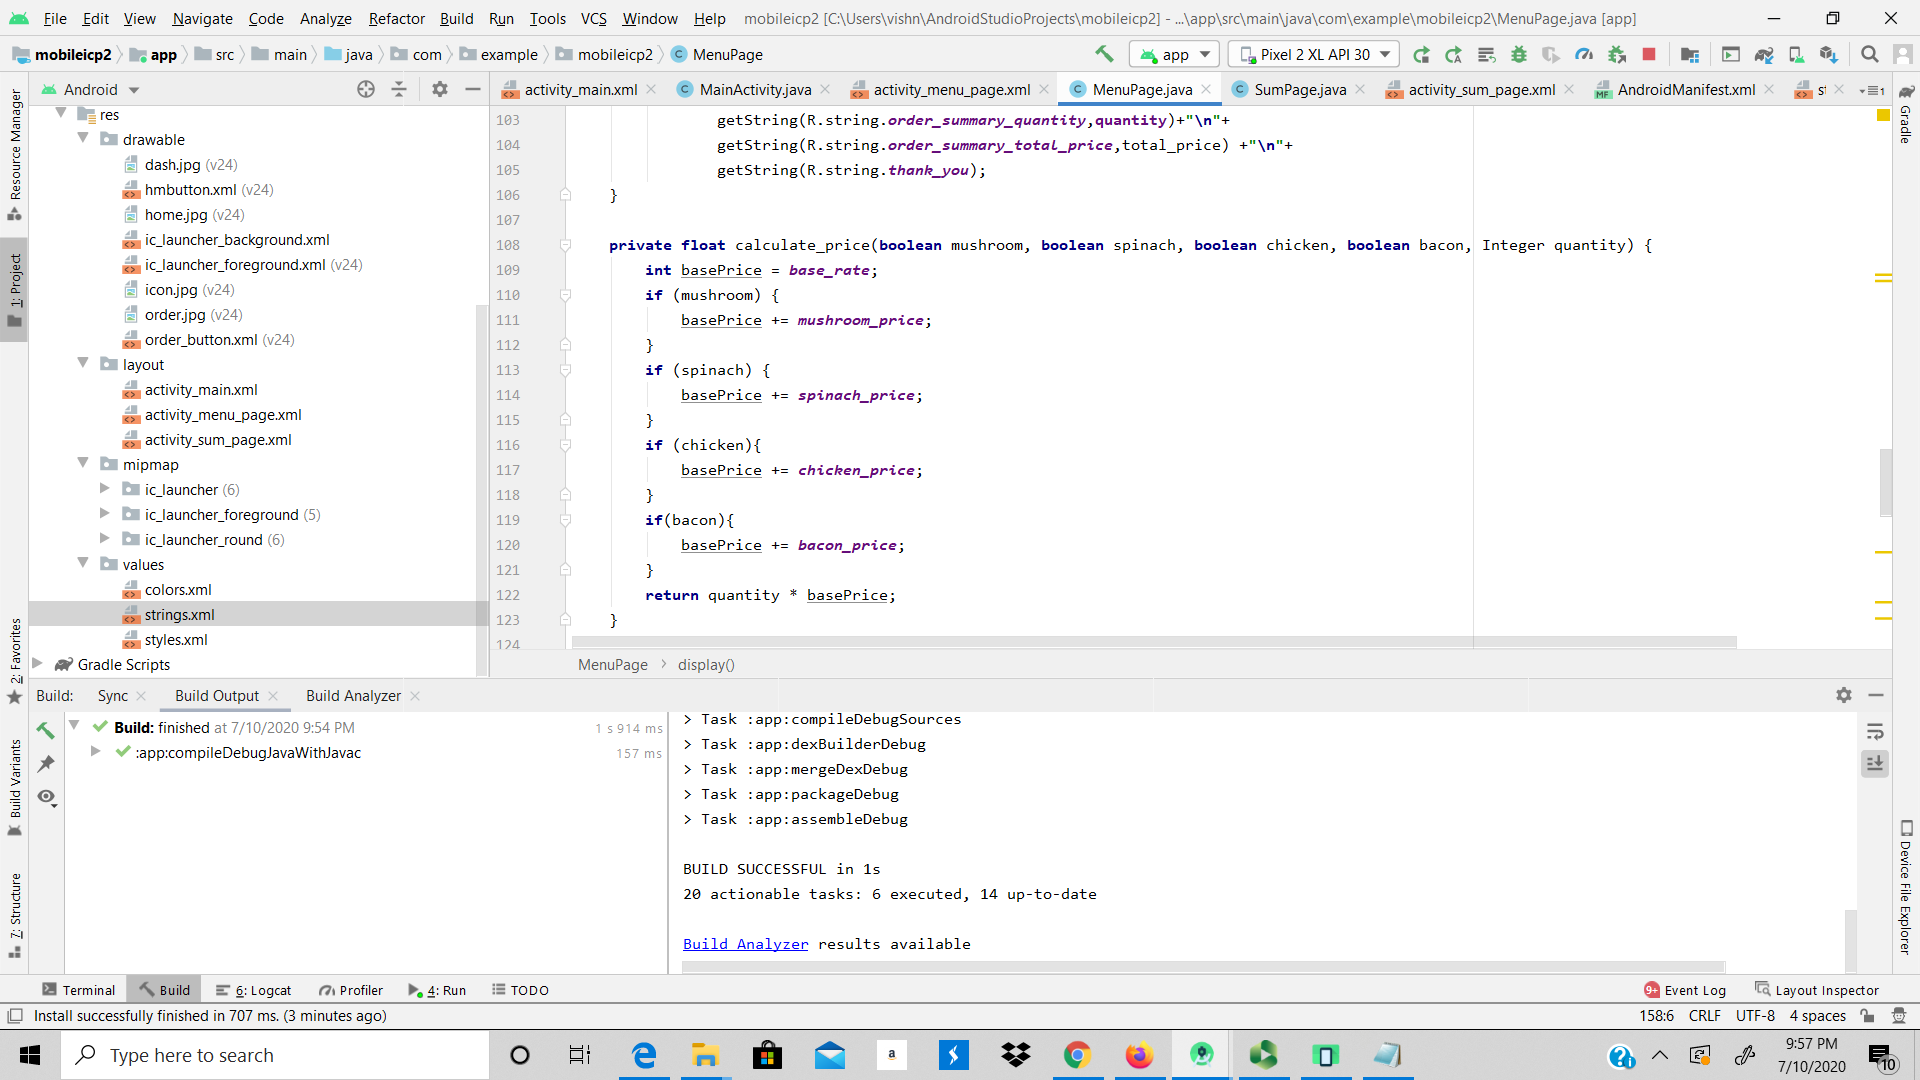 File Edit View Navigate Code Analyze Refactor Build Run Tools VCS Window Help mobileicp2 [C:\Users\vishn\AndroidStudioProjects\mobileicp2] - ...\app\src\main\java\com\example\mobileicp2\MenuPage.java [app]
mobileicp2 app src main java com example mobileicp2 MenuPage app Pixel 2 XL API 30
Android
activity_main.xml MainActivity.java activity_menu_page.xml MenuPage.java SumPage.java activity_sum_page.xml AndroidManifest.xml st
1
Resource Manager
1: Project
2: Favorites
Build Variants
7: Structure
res
drawable
dash.jpg (v24)
hmbutton.xml (v24)
home.jpg (v24)
ic_launcher_background.xml
ic_launcher_foreground.xml (v24)
icon.jpg (v24)
order.jpg (v24)
order_button.xml (v24)
layout
activity_main.xml
activity_menu_page.xml
activity_sum_page.xml
mipmap
ic_launcher (6)
ic_launcher_foreground (5)
ic_launcher_round (6)
values
colors.xml
strings.xml
styles.xml
Gradle Scripts
103 getString(R.string.order_summary_quantity,quantity)+"\n"+
104 getString(R.string.order_summary_total_price,total_price) +"\n"+
105 getString(R.string.thank_you);
106 }
107
108 private float calculate_price(boolean mushroom, boolean spinach, boolean chicken, boolean bacon, Integer quantity) {
109 int basePrice = base_rate;
110 if (mushroom) {
111 basePrice += mushroom_price;
112 }
113 if (spinach) {
114 basePrice += spinach_price;
115 }
116 if (chicken){
117 basePrice += chicken_price;
118 }
119 if(bacon){
120 basePrice += bacon_price;
121 }
122 return quantity * basePrice;
123 }
124
MenuPage display()
Gradle
Device File Explorer
Build: Sync Build Output Build Analyzer
Build: finished at 7/10/2020 9:54 PM 1 s 914 ms
:app:compileDebugJavaWithJavac 157 ms
> Task :app:compileDebugSources
> Task :app:dexBuilderDebug
> Task :app:mergeDexDebug
> Task :app:packageDebug
> Task :app:assembleDebug
BUILD SUCCESSFUL in 1s
20 actionable tasks: 6 executed, 14 up-to-date
Build Analyzer results available
Terminal Build 6: Logcat Profiler 4: Run TODO 9+ Event Log Layout Inspector
Install successfully finished in 707 ms. (3 minutes ago) 158:6 CRLF UTF-8 4 spaces
Type here to search
9:57 PM
7/10/2020
10